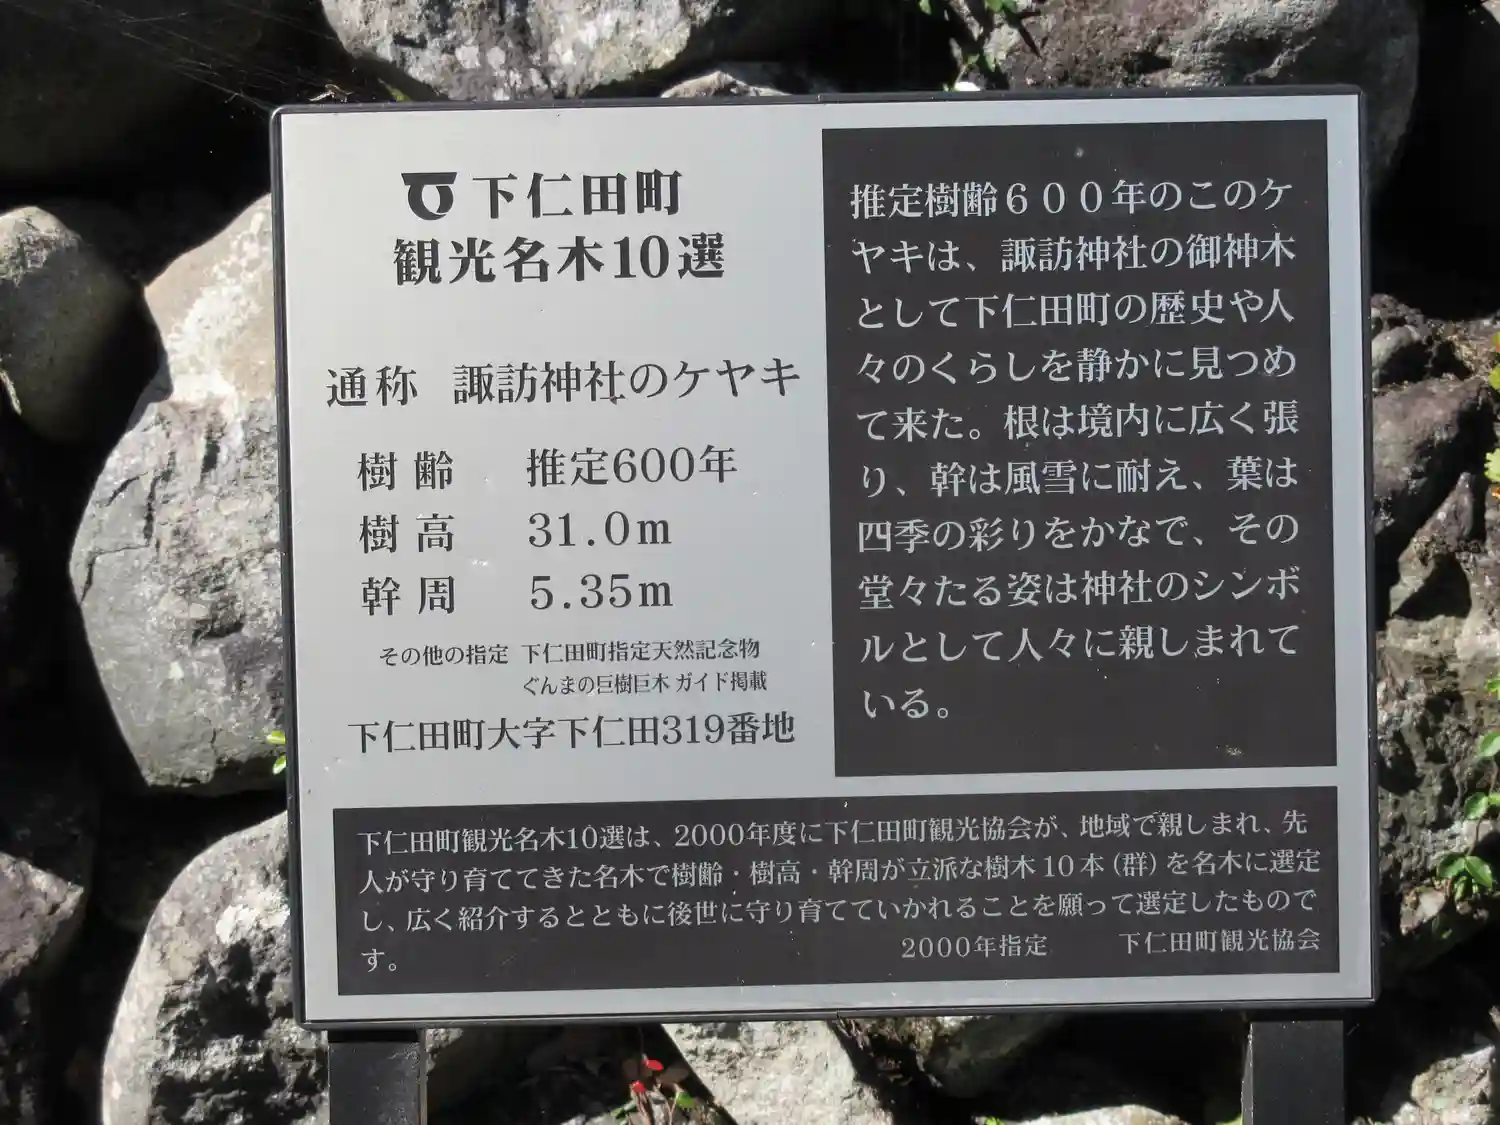 下仁田町
観光名木10選
通称 諏訪神社のケヤキ
樹齢 推定600年
樹高 31.0m
幹周 5.35m
その他の指定 下仁田町指定天然記念物
ぐんまの巨樹巨木 ガイド掲載
下仁田町大字下仁田319番地
推定樹齢600年のこのケ
ヤキは、諏訪神社の御神木
として下仁田町の歴史や人
々のくらしを静かに見つめ
て来た。根は境内に広く張
り、幹は風雪に耐え、葉は
四季の彩りをかなで、その
堂々たる姿は神社のシンボ
ルとして人々に親しまれて
いる。
下仁田町観光名木10選は、2000年度に下仁田町観光協会が、地域で親しまれ、先
人が守り育ててきた名木で樹齢・樹高・幹周が立派な樹木10本(群)を名木に選定
し、広く紹介するとともに後世に守り育てていかれることを願って選定したもので
す。
2000年指定 下仁田町観光協会